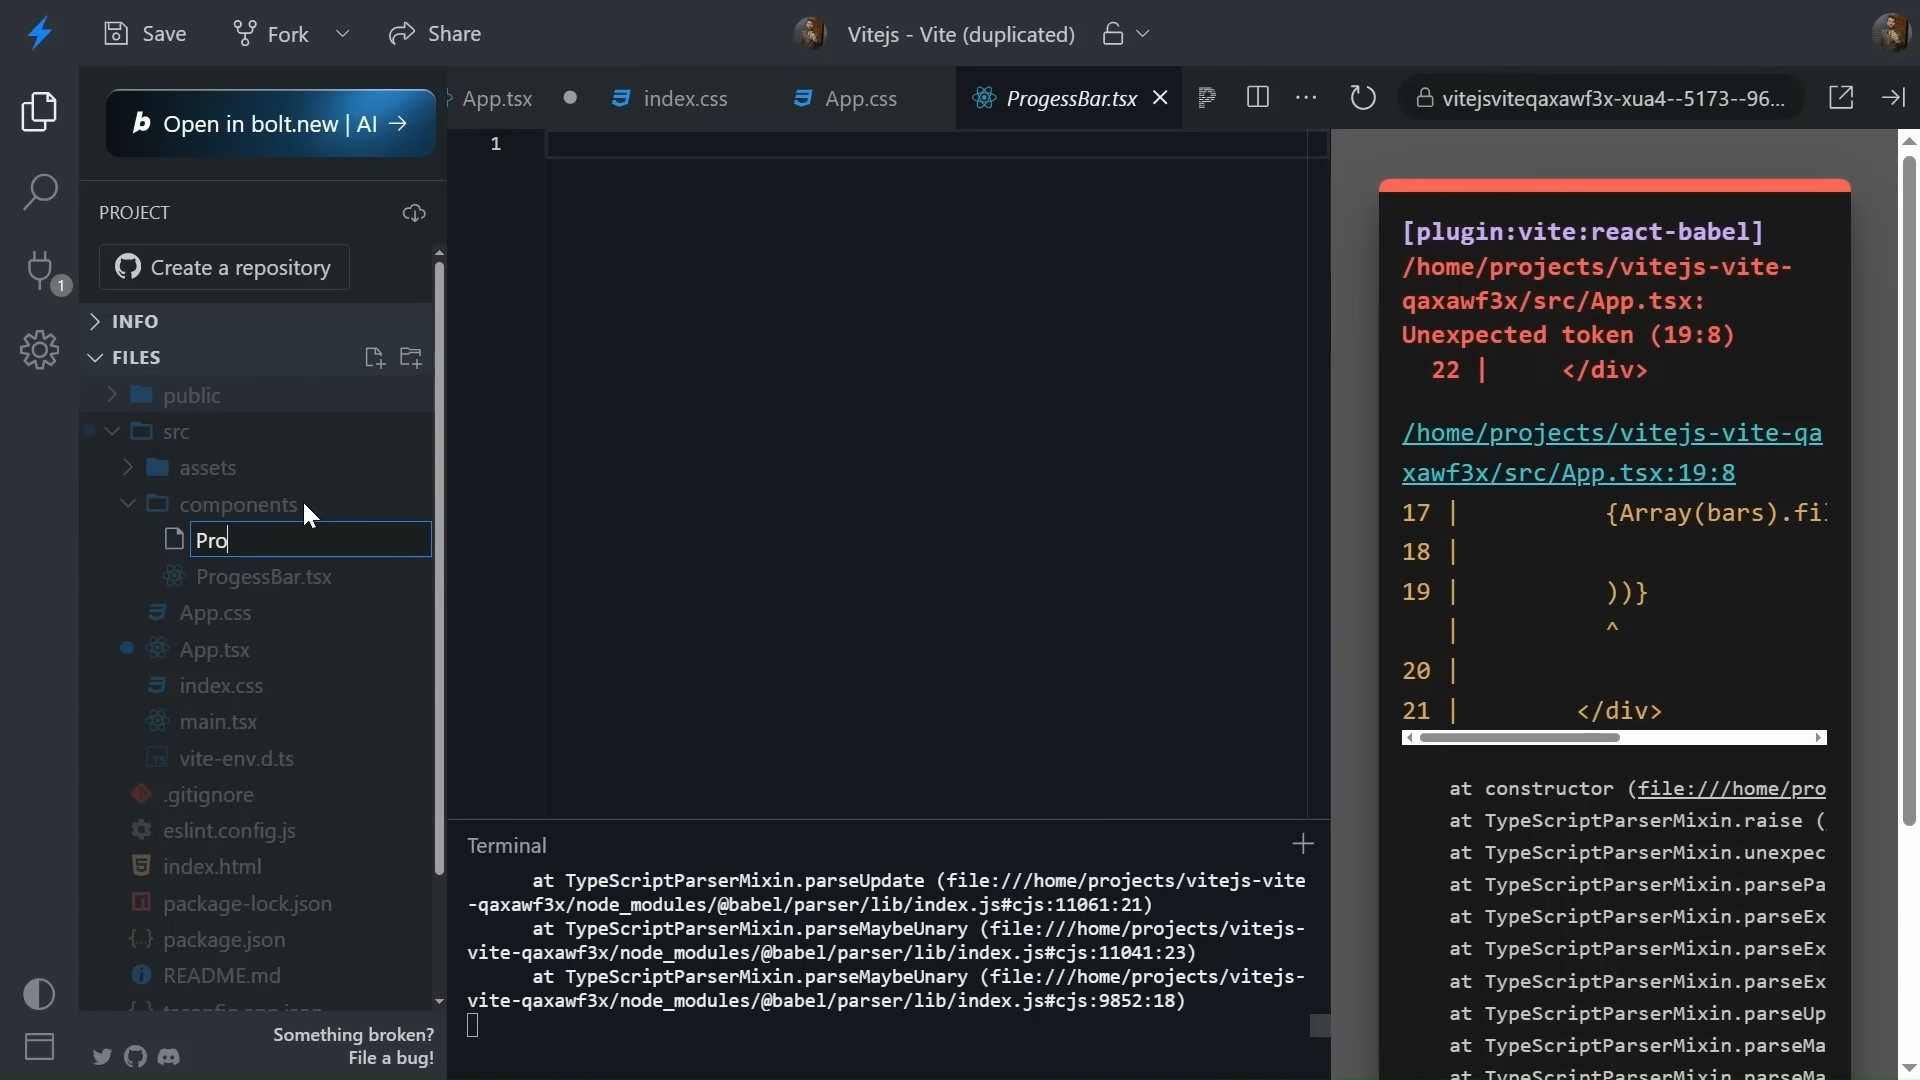 Save
Fork
Share
Vitejs - Vite (duplicated)
App.tsx
index.css
App.css
ProgessBar.tsx
vitejsviteqaxawf3x-xua4--5173--96...
b Open in bolt.new | AI
PROJECT
Create a repository
1
INFO
FILES
public
src
assets
components
Pro
ProgessBar.tsx
App.css
App.tsx
index.css
main.tsx
TS vite-env.d.ts
.gitignore
eslint.config.js
index.html
package-lock.json
package.json
README.md
tsconfig.app.json
Something broken?
File a bug!
1
Terminal
at TypeScriptParserMixin.parseUpdate (file:///home/projects/vitejs-vite
-qaxawf3x/node_modules/@babel/parser/lib/index.js#cjs:11061:21)
at TypeScriptParserMixin.parseMaybeUnary (file:///home/projects/vitejs-
vite-qaxawf3x/node_modules/@babel/parser/lib/index.js#cjs:11041:23)
at TypeScriptParserMixin.parseMaybeUnary (file:///home/projects/vitejs-
vite-qaxawf3x/node_modules/@babel/parser/lib/index.js#cjs:9852:18)
[plugin:vite:react-babel]
/home/projects/vitejs-vite-
qaxawf3x/src/App.tsx:
Unexpected token (19:8)
22 | </div>
/home/projects/vitejs-vite-qa
xawf3x/src/App.tsx:19:8
17 | {Array(bars).fi
18 |
19 | ))}
| ^
20 |
21 | </div>
at constructor (file:///home/pro
at TypeScriptParserMixin.raise (
at TypeScriptParserMixin.unexpec
at TypeScriptParserMixin.parsePa
at TypeScriptParserMixin.parseEx
at TypeScriptParserMixin.parseEx
at TypeScriptParserMixin.parseEx
at TypeScriptParserMixin.parseUp
at TypeScriptParserMixin.parseMa
at TypeScriptParserMixin.parseMa